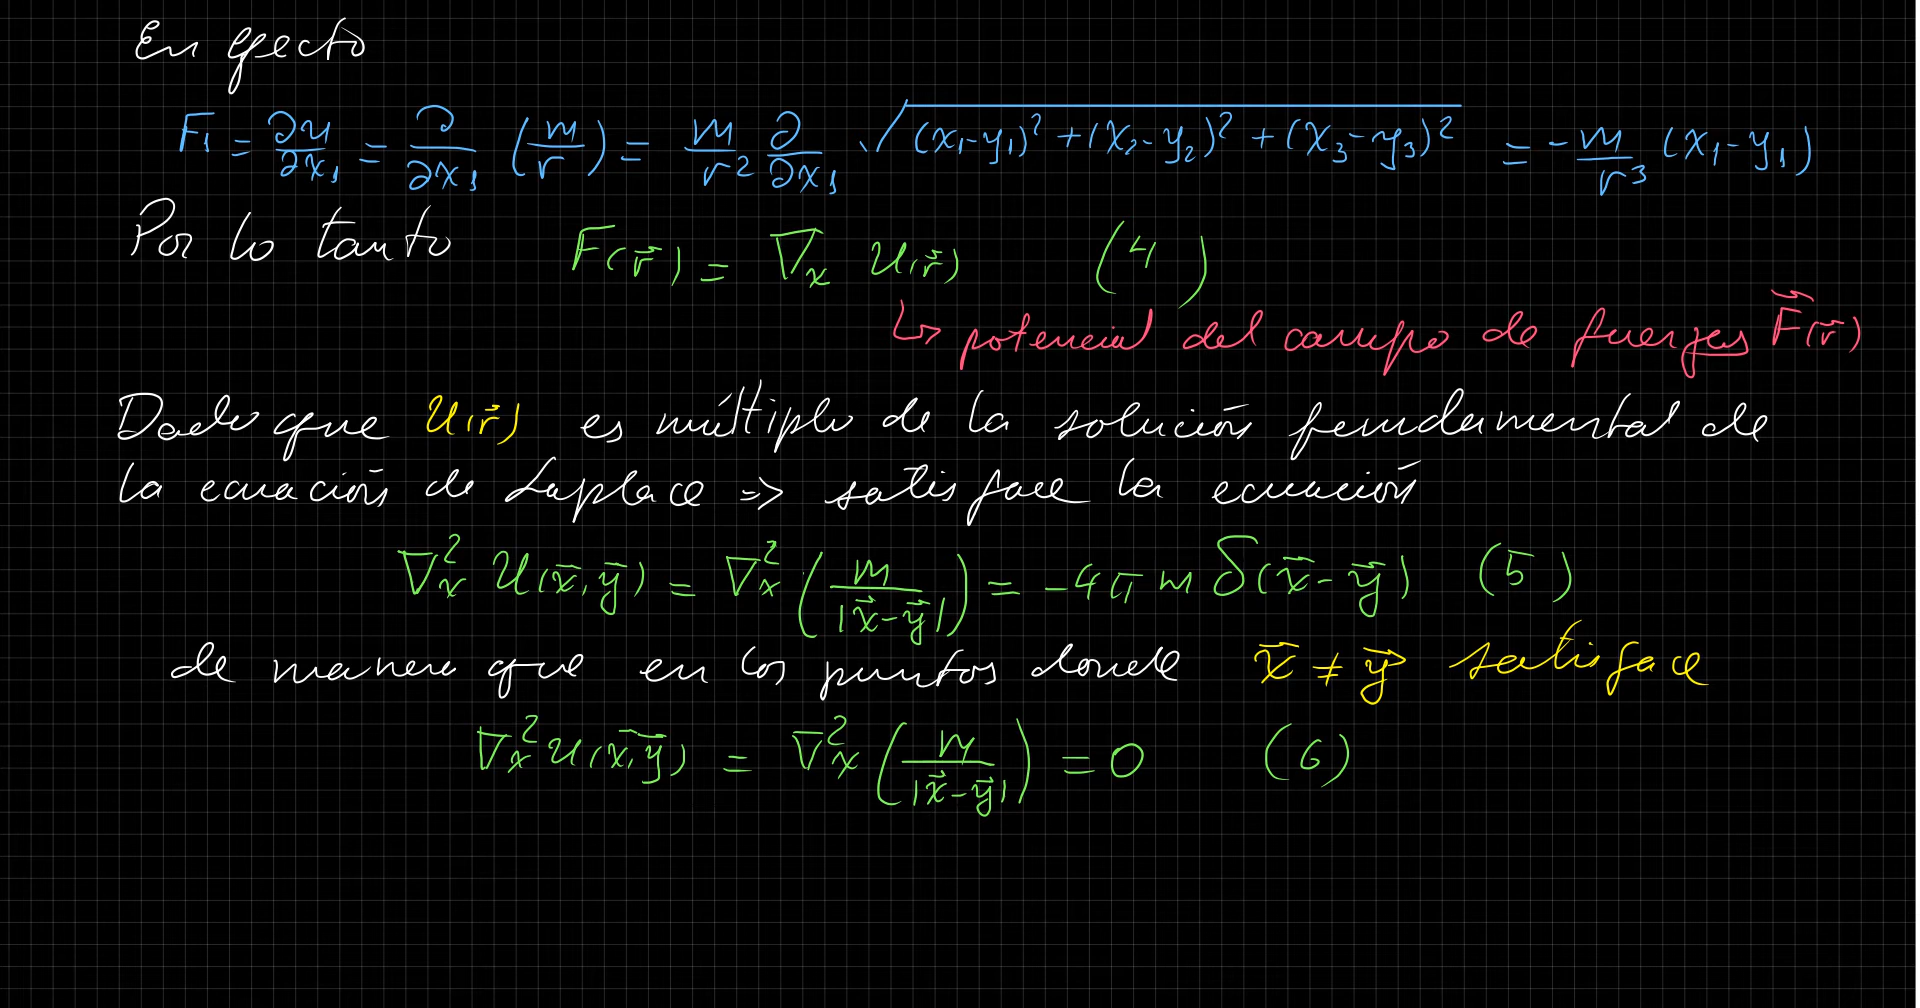 En efecto
F₁ = ∂u/∂x₁ = ∂/∂x₁ (m/r) = m/r² ∂/∂x₁ √((x₁-y₁)² + (x₂-y₂)² + (x₃-y₃)²) = - m/r³ (x₁-y₁)
Por lo tanto F(r⃗) = ∇ₓ u(r⃗) (4)
↳ potencial del campo de fuerzas F⃗(r⃗)
Dado que u(r⃗) es múltiplo de la solución fundamental de
la ecuación de Laplace => satisface la ecuación
∇ₓ² u(x⃗,y⃗) = ∇ₓ² (m/|x⃗-y⃗|) = -4π m δ(x⃗-y⃗) (5)
de manera que en los puntos donde x⃗ ≠ y⃗ satisface
∇ₓ² u(x⃗,y⃗) = ∇ₓ² (m/|x⃗-y⃗|) = 0 (6)